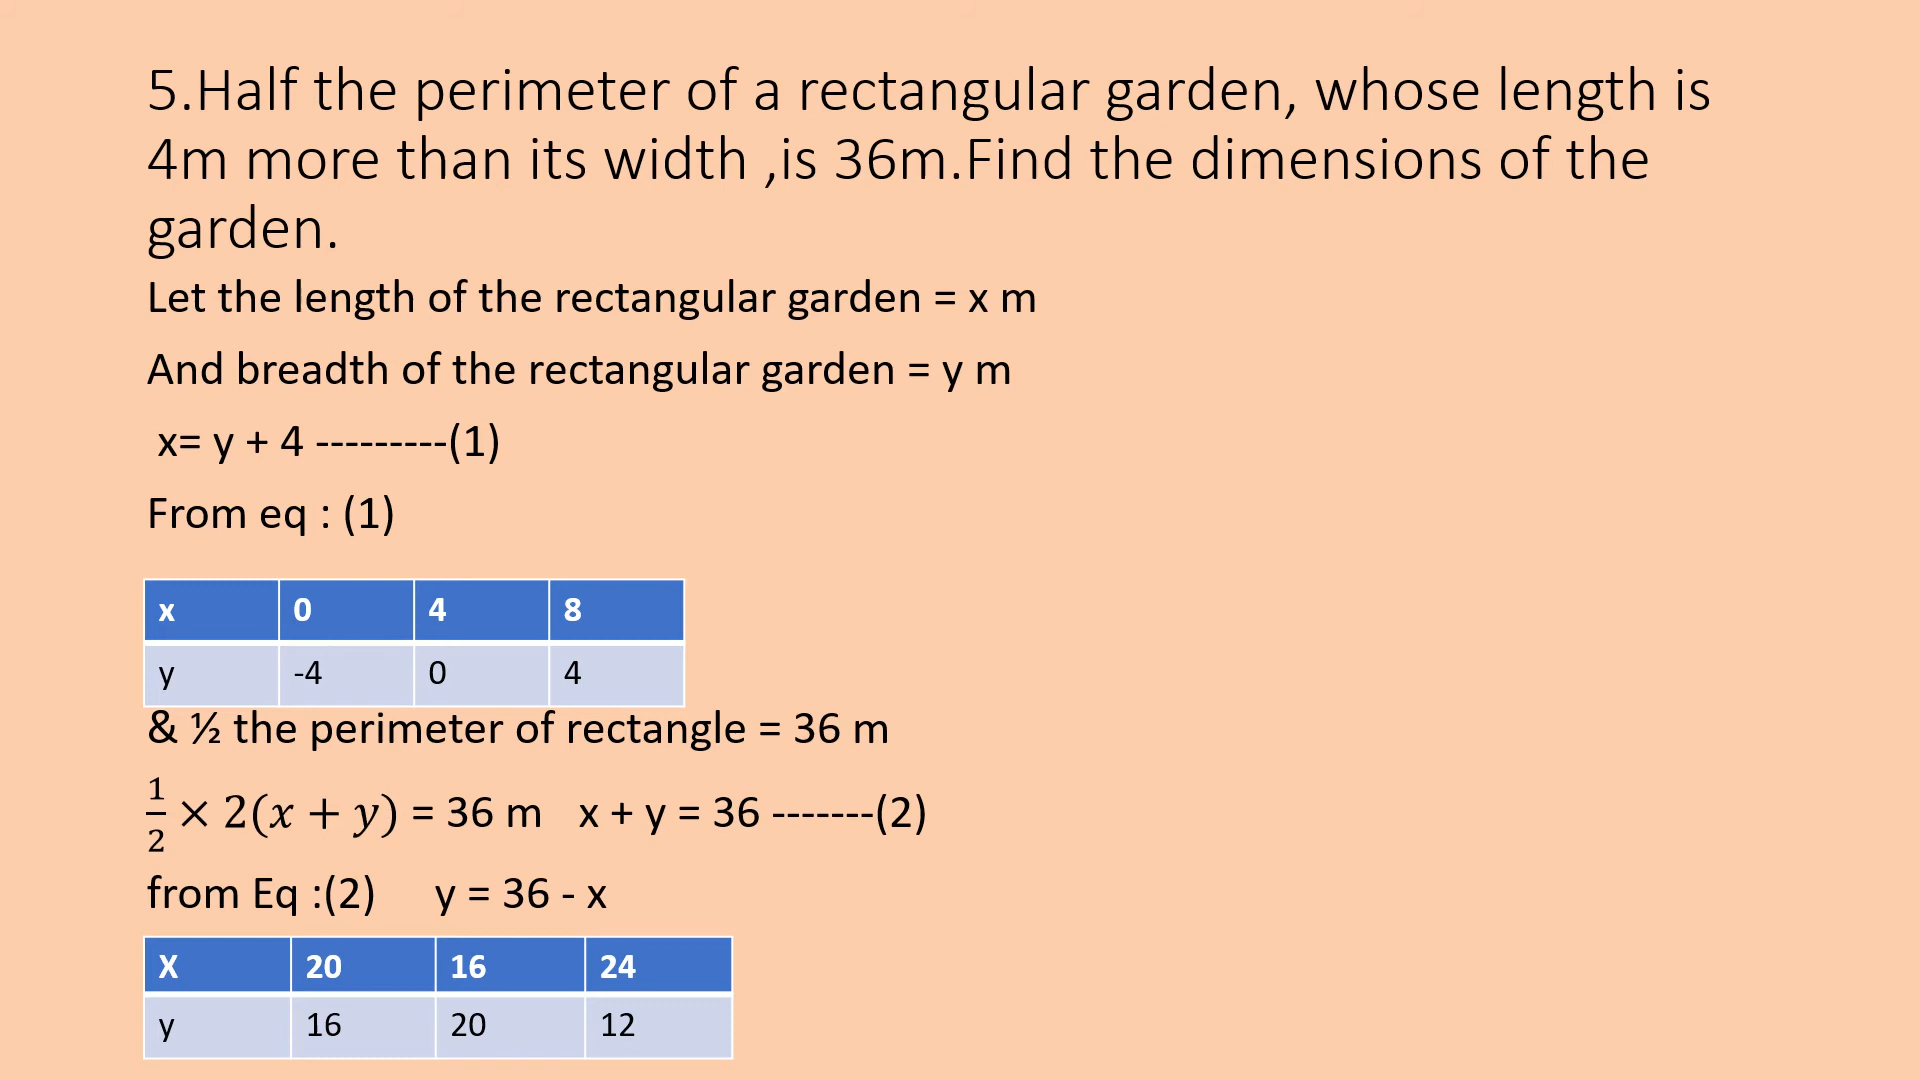 5.Half the perimeter of a rectangular garden, whose length is
4m more than its width ,is 36m.Find the dimensions of the
garden.
Let the length of the rectangular garden = x m
And breadth of the rectangular garden = y m
x= y + 4 ---------(1)
From eq : (1)
x 0 4 8
y -4 0 4
& ½ the perimeter of rectangle = 36 m
1/2 × 2(x + y) = 36 m x + y = 36 -------(2)
from Eq :(2) y = 36 - x
X 20 16 24
y 16 20 12